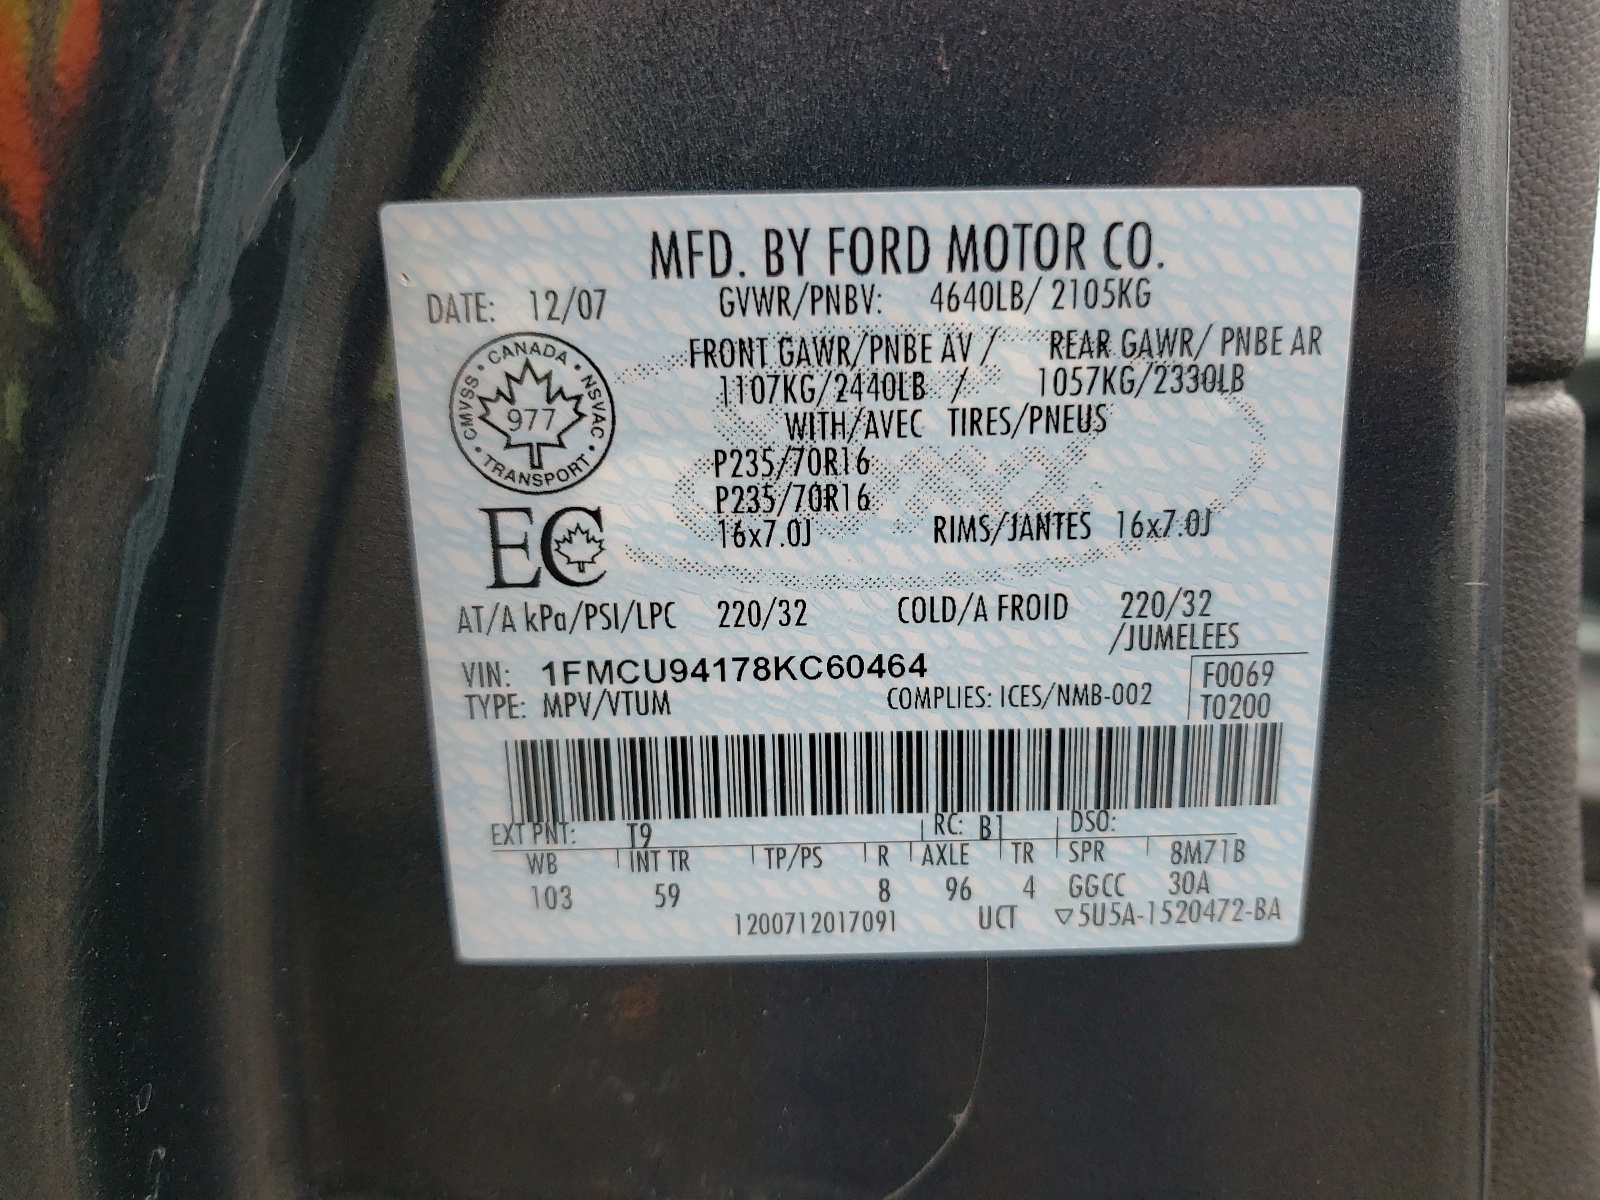 MFD. BY FORD MOTOR CO.
DATE: 12/07 GVWR/PNBV: 4640LB/ 2105KG
FRONT GAWR/PNBE AV / REAR GAWR/ PNBE AR
1107KG/2440LB / 1057KG/2330LB
WITH/AVEC TIRES/PNEUS
P235/70R16
P235/70R16
16x7.0J RIMS/JANTES 16x7.0J
CANADA · NSVAC · TRANSPORT · CMVSS ·
977
EC
AT/A kPa/PSI/LPC 220/32 COLD/A FROID 220/32
/JUMELEES
VIN: 1FMCU94178KC60464 F0069
TYPE: MPV/VTUM COMPLIES: ICES/NMB-002 T0200
EXT PNT: T9 RC: B1 DSO:
WB INT TR TP/PS R AXLE TR SPR 8M71B
103 59 8 96 4 GGCC 30A
1200712017091 UCT ▽5U5A-1520472-BA